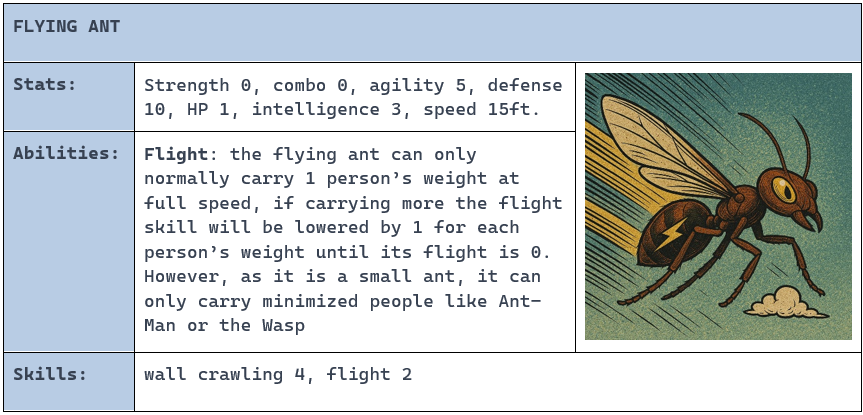 FLYING ANT
Stats:
Strength 0, combo 0, agility 5, defense
10, HP 1, intelligence 3, speed 15ft.
Abilities:
Flight: the flying ant can only
normally carry 1 person’s weight at
full speed, if carrying more the flight
skill will be lowered by 1 for each
person’s weight until its flight is 0.
However, as it is a small ant, it can
only carry minimized people like Ant-
Man or the Wasp
Skills:
wall crawling 4, flight 2